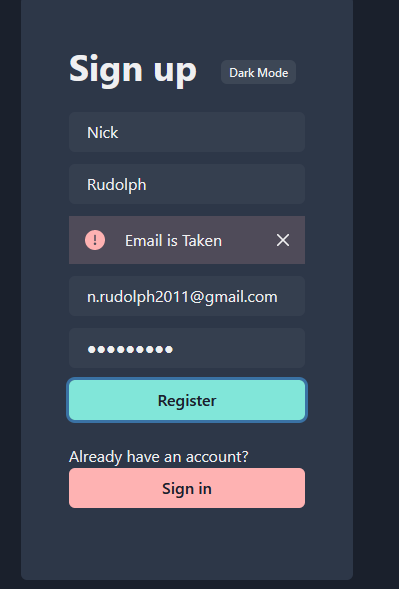 Sign up
Dark Mode
Nick
Rudolph
Email is Taken
n.rudolph2011@gmail.com
●●●●●●●●●
Register
Already have an account?
Sign in